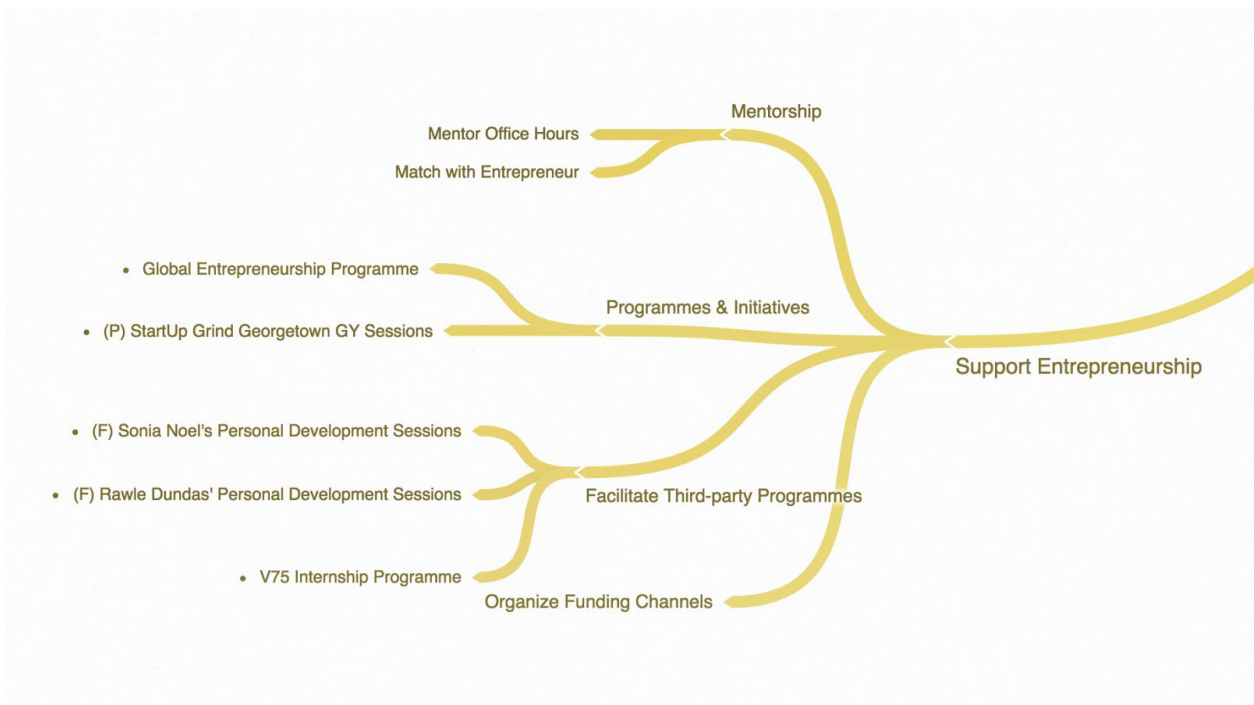 Mentorship
Mentor Office Hours
Match with Entrepreneur
• Global Entrepreneurship Programme
Programmes & Initiatives
• (P) StartUp Grind Georgetown GY Sessions
Support Entrepreneurship
• (F) Sonia Noel's Personal Development Sessions
• (F) Rawle Dundas' Personal Development Sessions
Facilitate Third-party Programmes
• V75 Internship Programme
Organize Funding Channels